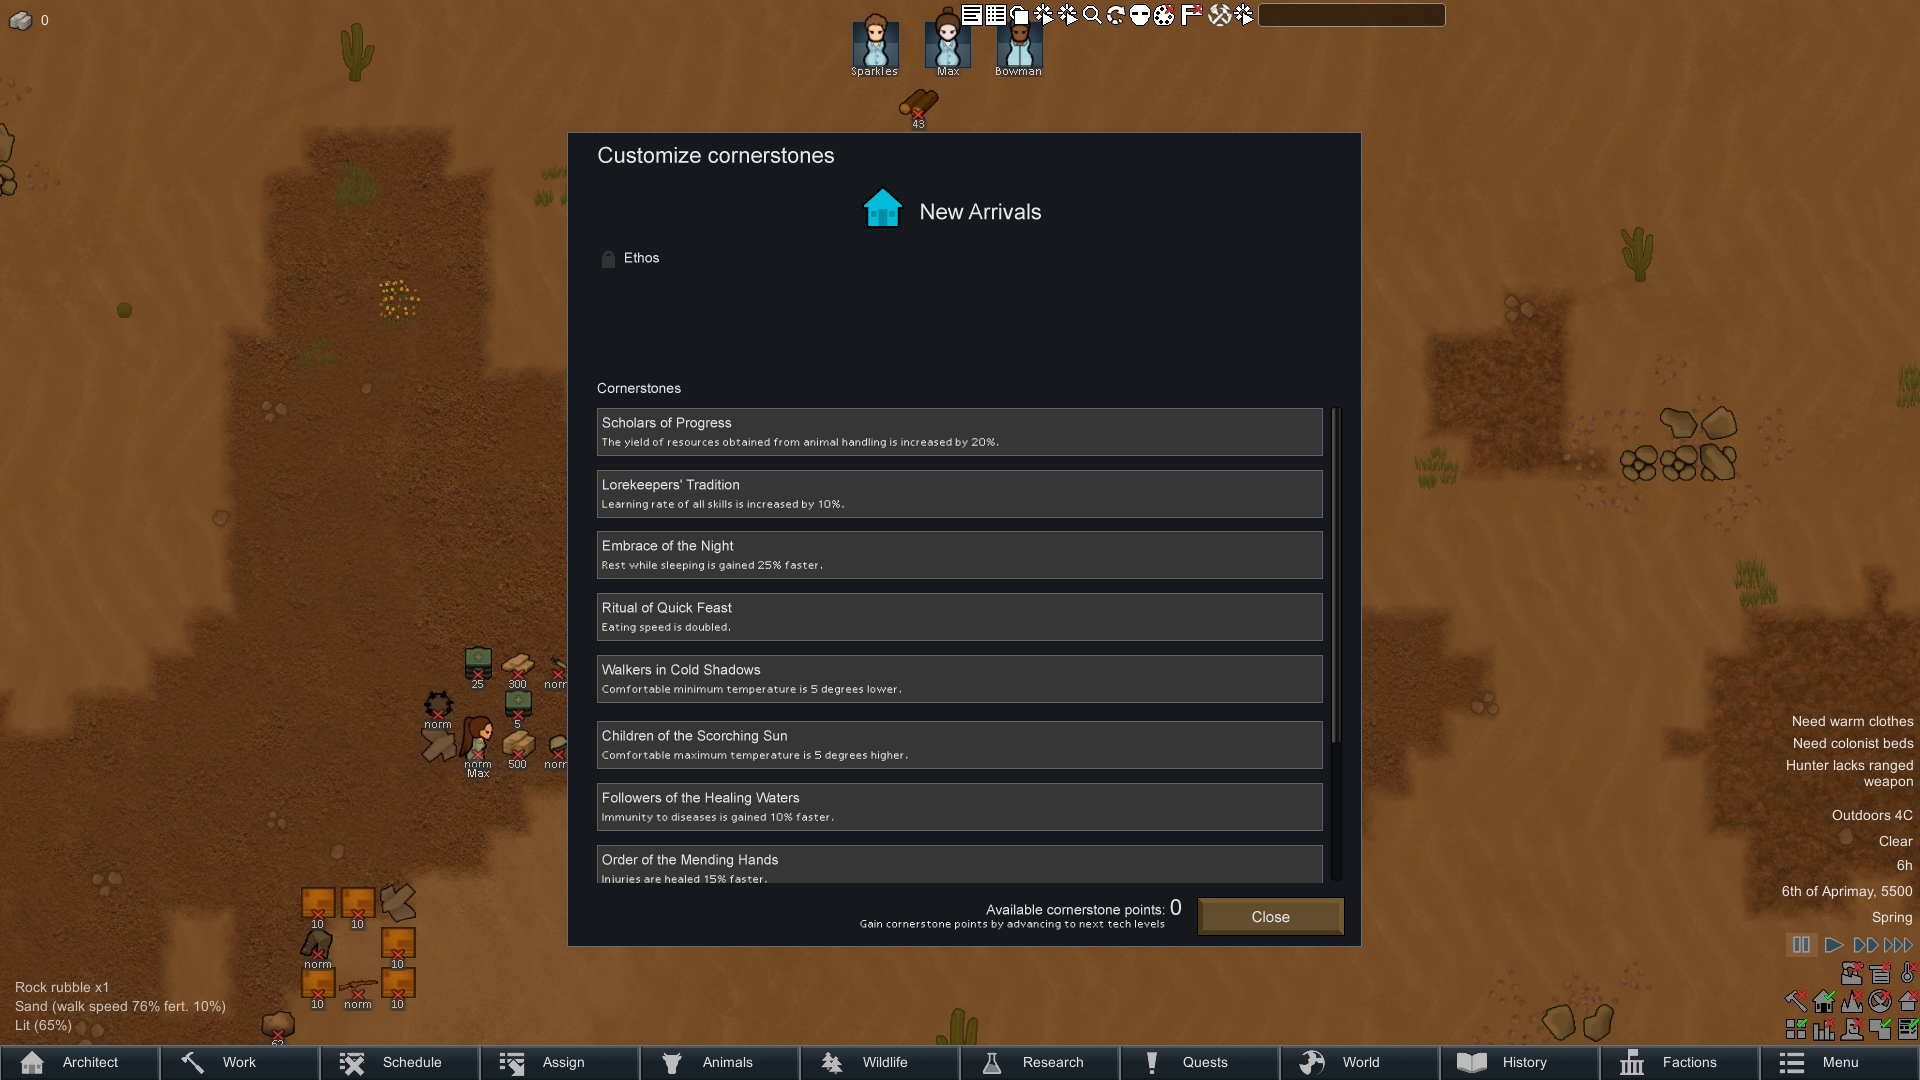 0
Sparkles
Max
Bowman
43
Customize cornerstones
New Arrivals
Ethos
Cornerstones
Scholars of Progress
The yield of resources obtained from animal handling is increased by 20%.
Lorekeepers' Tradition
Learning rate of all skills is increased by 10%.
Embrace of the Night
Rest while sleeping is gained 25% faster.
Ritual of Quick Feast
Eating speed is doubled.
Walkers in Cold Shadows
Comfortable minimum temperature is 5 degrees lower.
Children of the Scorching Sun
Comfortable maximum temperature is 5 degrees higher.
Followers of the Healing Waters
Immunity to diseases is gained 10% faster.
Order of the Mending Hands
Injuries are healed 15% faster.
Available cornerstone points: 0
Gain cornerstone points by advancing to next tech levels
Close
25
300
norm
norm
5
norm
500
norm
Max
10
10
norm
10
10
norm
10
62
Need warm clothes
Need colonist beds
Hunter lacks ranged
weapon
Outdoors 4C
Clear
6h
6th of Aprimay, 5500
Spring
Rock rubble x1
Sand (walk speed 76% fert. 10%)
Lit (65%)
Architect
Work
Schedule
Assign
Animals
Wildlife
Research
Quests
World
History
Factions
Menu